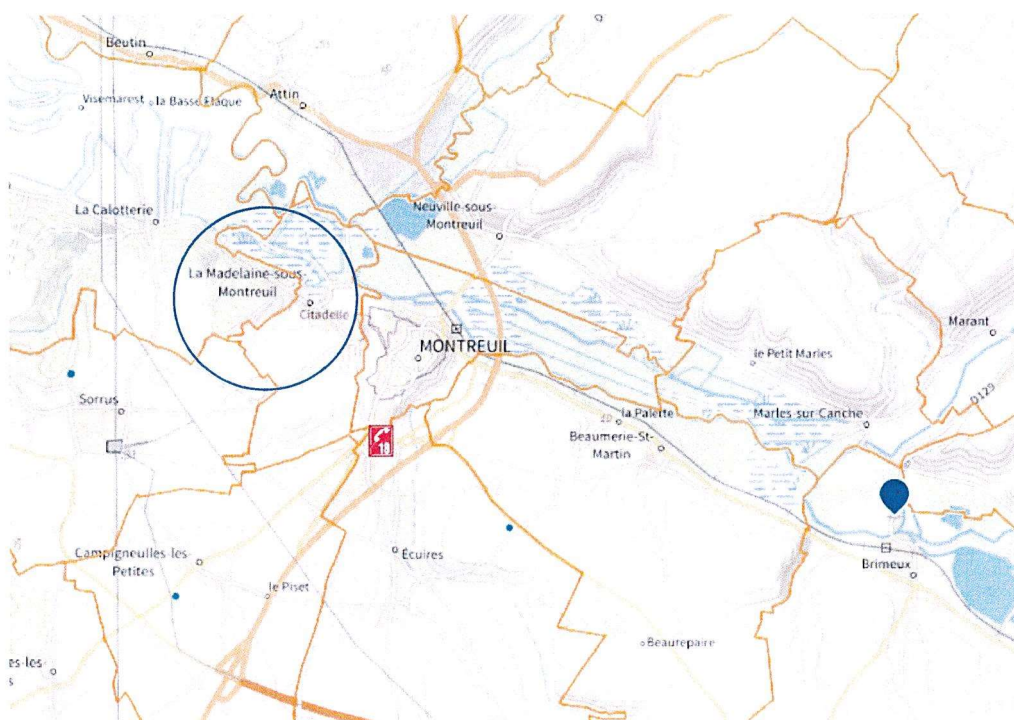 Beutin
Visemarest
la Basse Flaque
Attin
La Calotterie
Neuville-sous-
Montreuil
La Madelaine-sous-
Montreuil
Citadelle
MONTREUIL
Marant
le Petit Marles
D129
Sorrus
la Palette
Marles-sur-Canche
Beaumerie-St-
Martin
18
Campigneulles-les-
Petites
Écuires
Brimeux
le Piset
Beaurepaire
es-les-
s